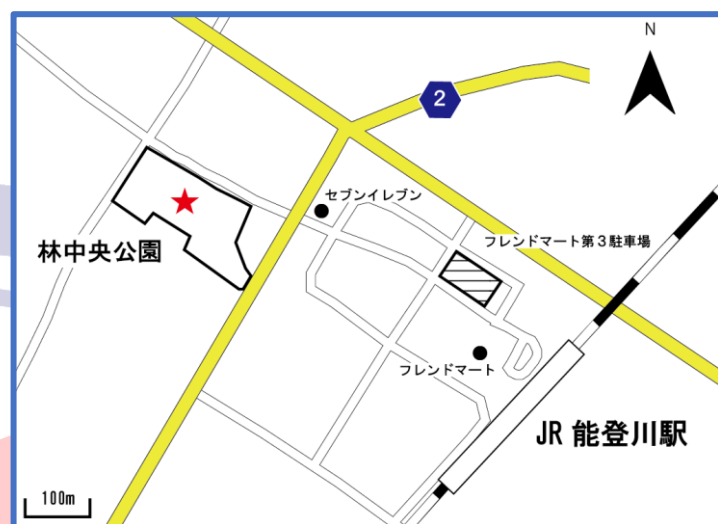 N
2
セブンイレブン
フレンドマート第3駐車場
林中央公園
フレンドマート
JR 能登川駅
100m